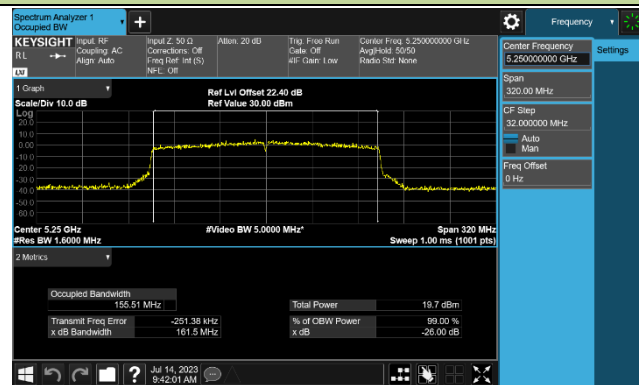 Spectrum Analyzer 1
Occupied BW
Frequency
KEYSIGHT
Input: RF
Coupling: AC
Align: Auto
Input Z: 50 Ω
Corrections: Off
Freq Ref: Int (S)
NFE: Off
Atten: 20 dB
Trig: Free Run
Gate: Off
#IF Gain: Low
Center Freq: 5.250000000 GHz
Avg|Hold: 50/50
Radio Std: None
RL
LXI
Center Frequency
5.250000000 GHz
Settings
Span
320.00 MHz
CF Step
32.000000 MHz
Auto
Man
Freq Offset
0 Hz
1 Graph
Ref Lvl Offset 22.40 dB
Scale/Div 10.0 dB
Ref Value 30.00 dBm
Log
20.0
10.0
0.00
-10.0
-20.0
-30.0
-40.0
-50.0
-60.0
Center 5.25 GHz
#Video BW 5.0000 MHz*
Span 320 MHz
#Res BW 1.6000 MHz
Sweep 1.00 ms (1001 pts)
2 Metrics
Occupied Bandwidth
155.51 MHz
Total Power
19.7 dBm
Transmit Freq Error
-251.38 kHz
% of OBW Power
99.00 %
x dB Bandwidth
161.5 MHz
x dB
-26.00 dB
Jul 14, 2023
9:42:01 AM